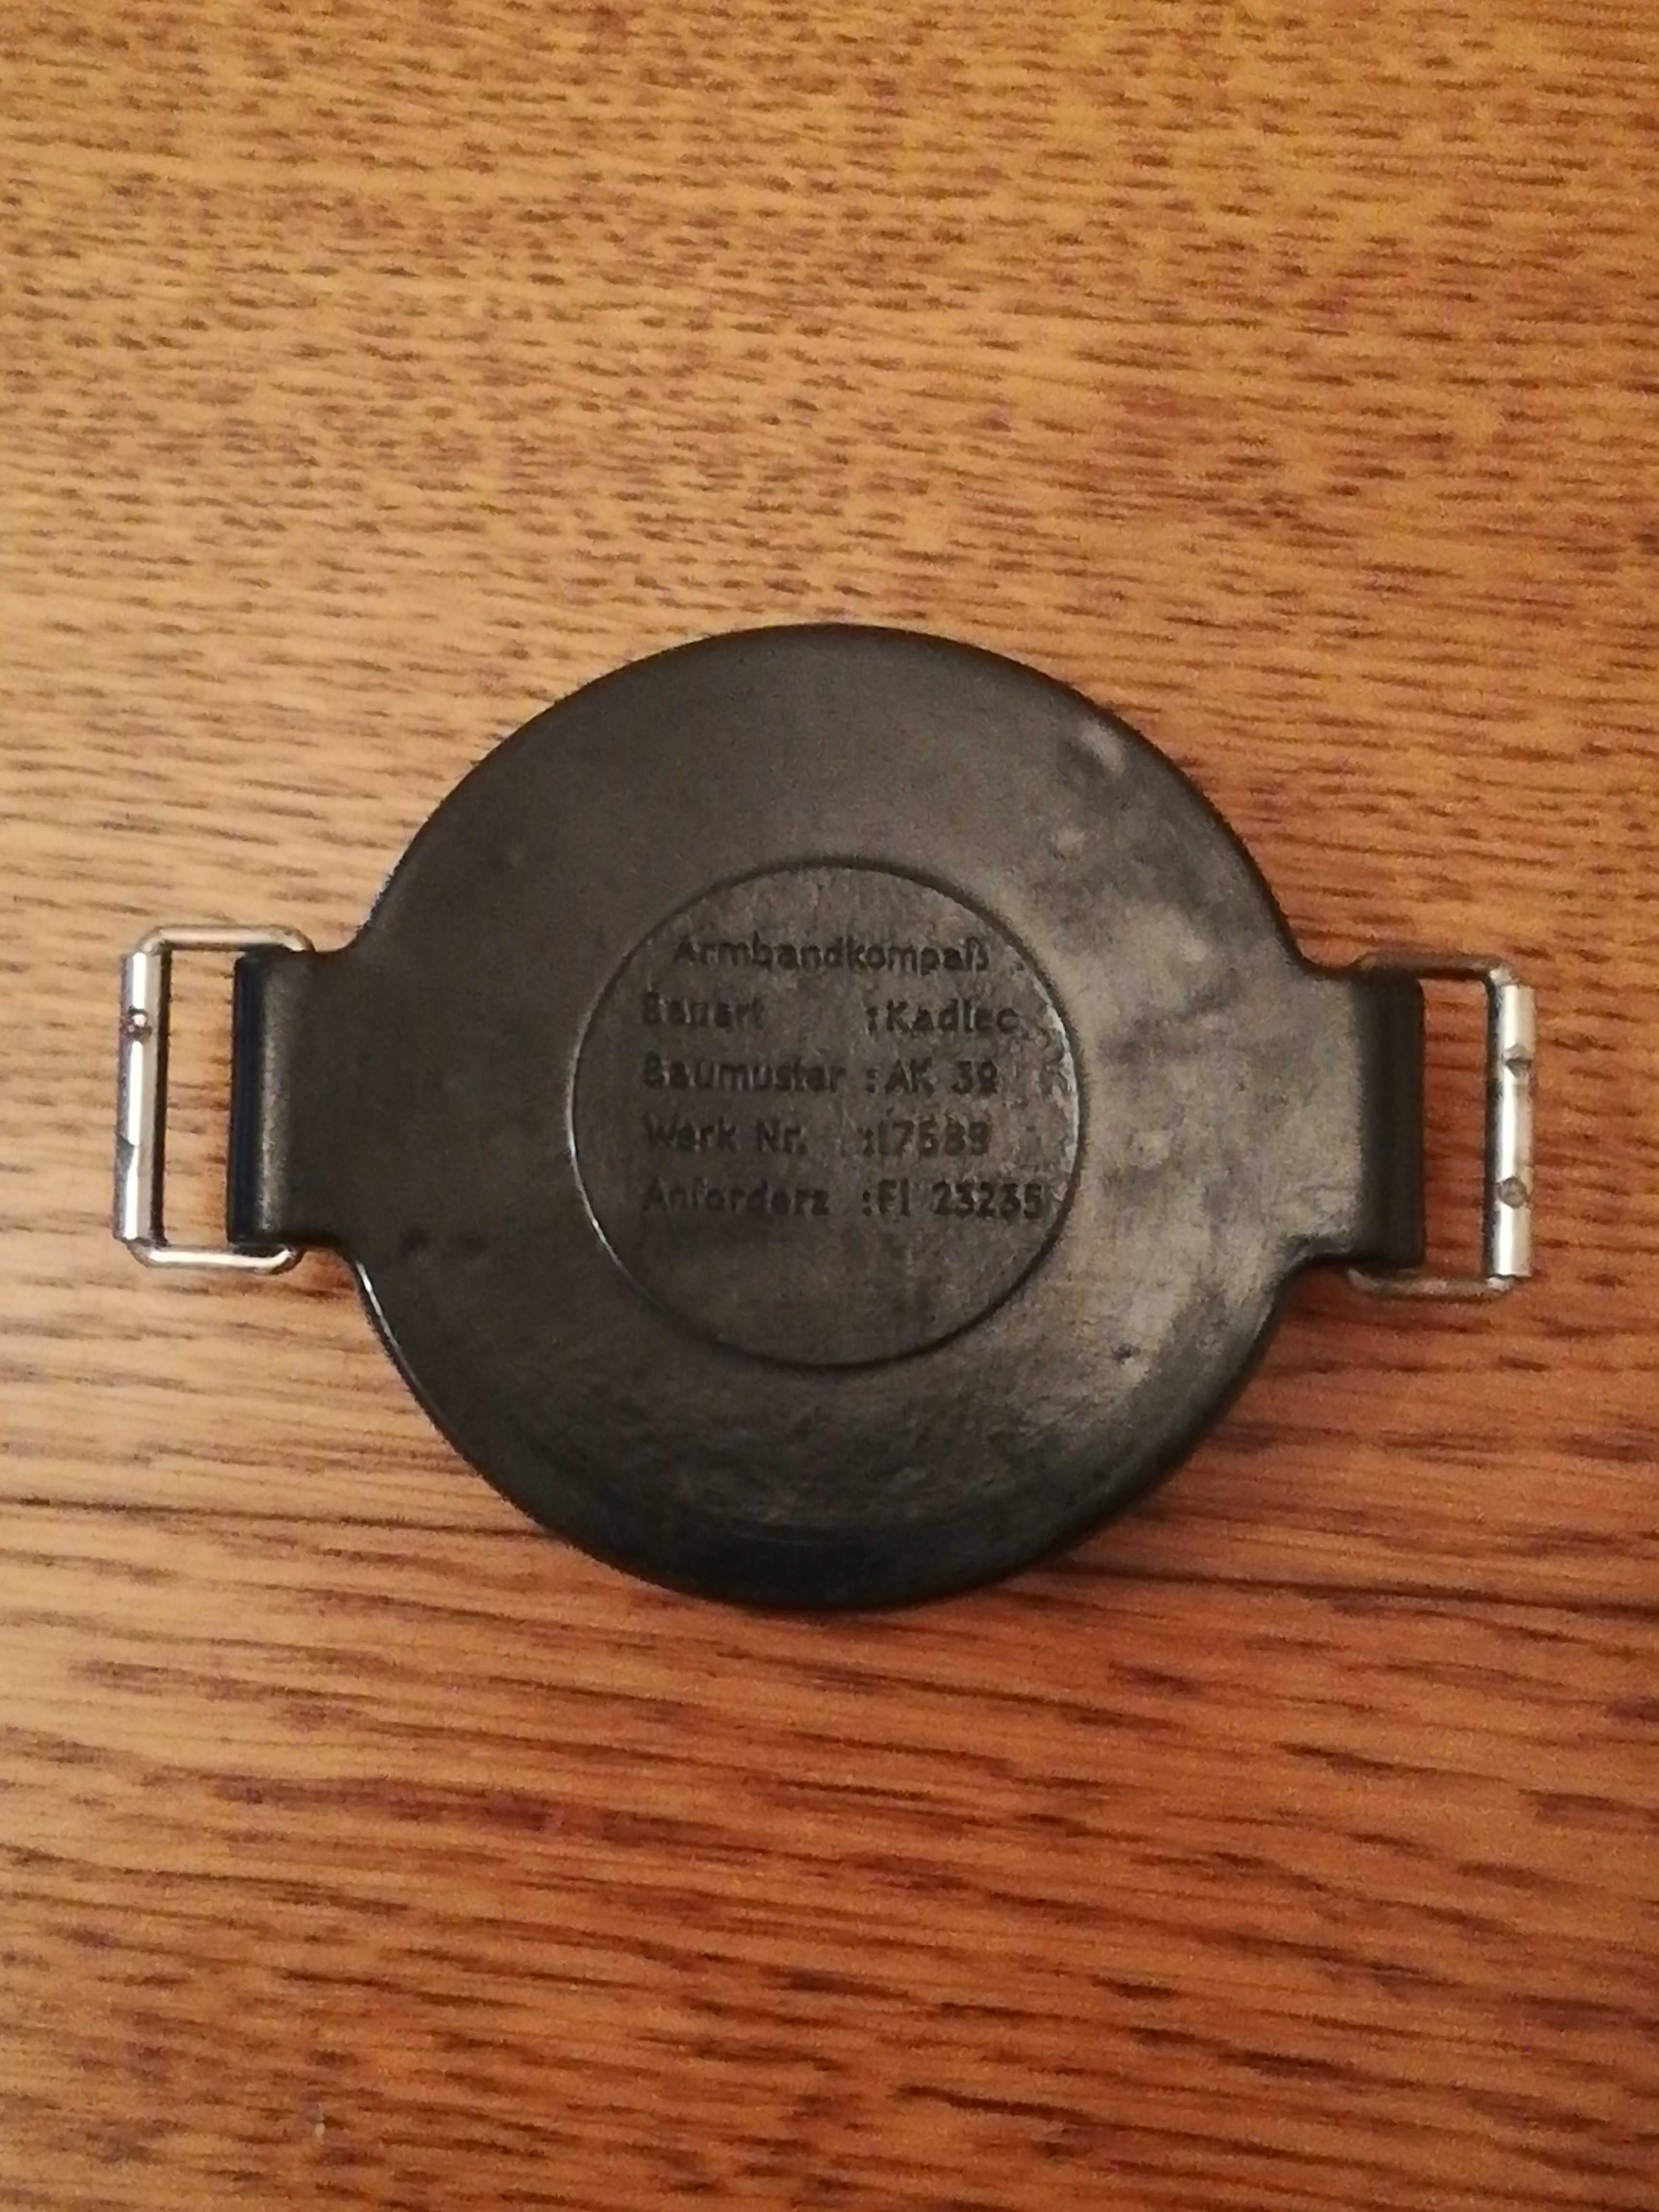 Armbandkompaß
Bauart :Kadlec
Baumuster :AK 39
Werk Nr. :17589
Anforderz :Fl 23235